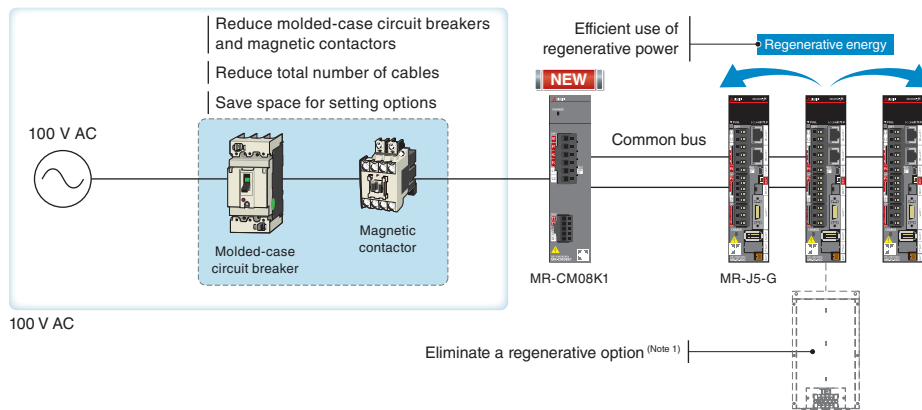 Reduce molded-case circuit breakers
and magnetic contactors
Reduce total number of cables
Save space for setting options
100 V AC
Molded-case
circuit breaker
Magnetic
contactor
100 V AC
Efficient use of
regenerative power
Regenerative energy
NEW
Common bus
MR-CM08K1
MR-J5-G
Eliminate a regenerative option (Note 1)